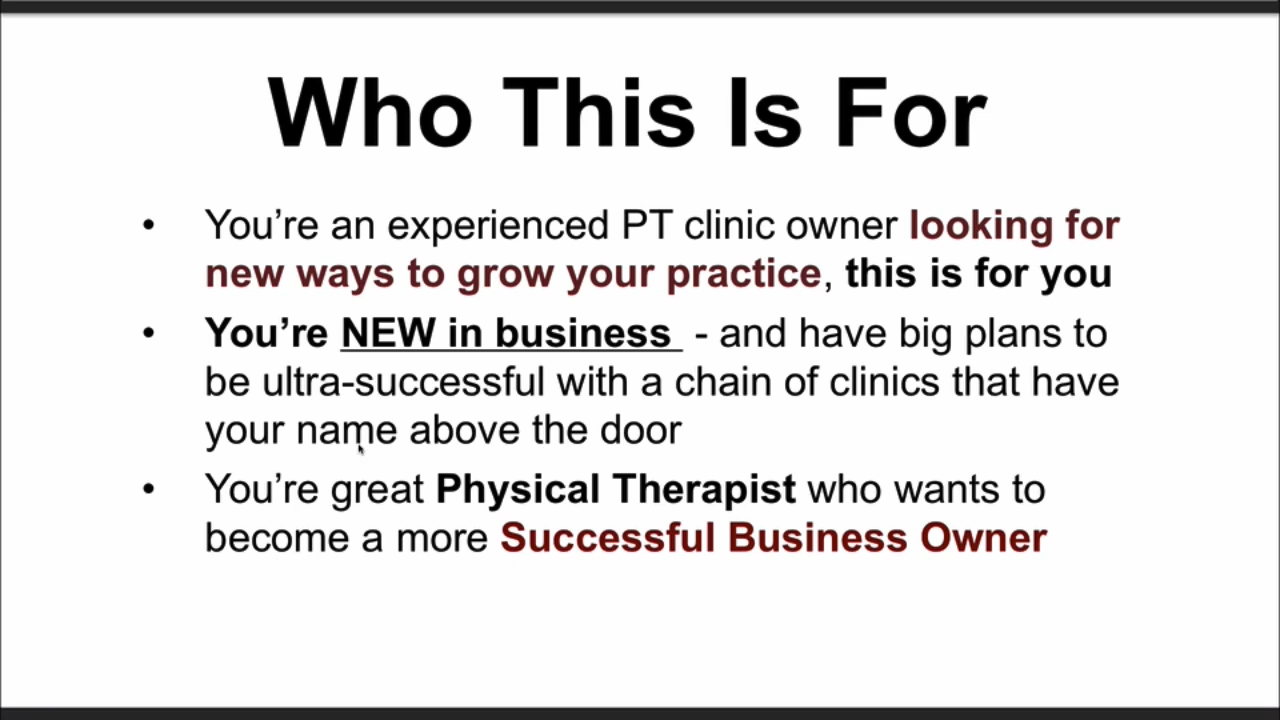 Who This Is For
• You’re an experienced PT clinic owner looking for
new ways to grow your practice, this is for you
• You’re NEW in business  - and have big plans to
be ultra-successful with a chain of clinics that have
your name above the door
• You’re great Physical Therapist who wants to
become a more Successful Business Owner